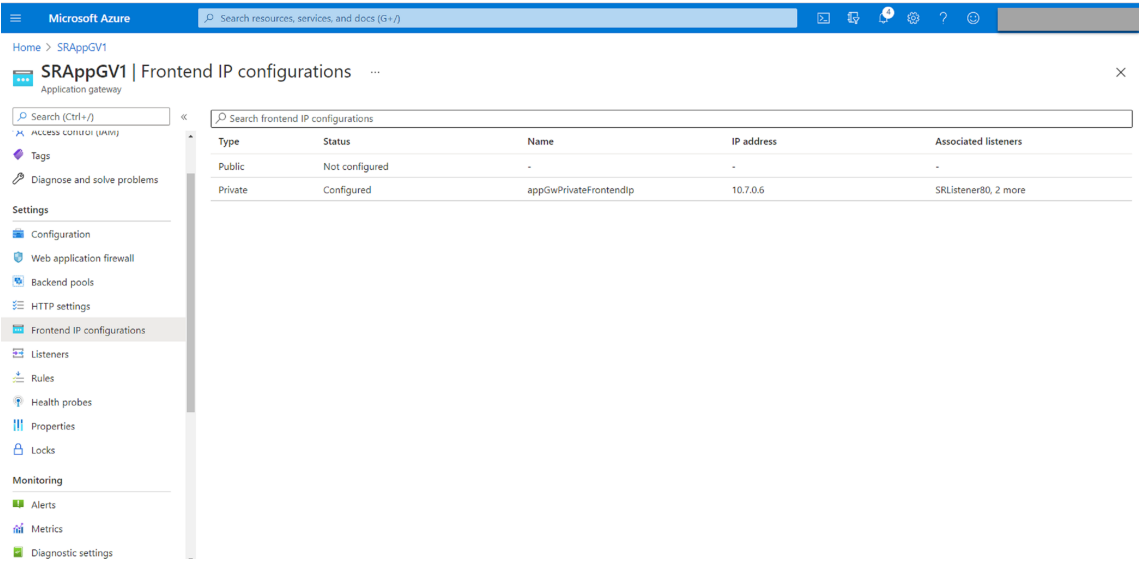 Microsoft Azure
Search resources, services, and docs (G+/)
4
Home > SRAppGV1
SRAppGV1 | Frontend IP configurations ...
Application gateway
Search (Ctrl+/) «
Search frontend IP configurations
Access control (IAM)
Tags
Diagnose and solve problems
Settings
Configuration
Web application firewall
Backend pools
HTTP settings
Frontend IP configurations
Listeners
Rules
Health probes
Properties
Locks
Monitoring
Alerts
Metrics
Diagnostic settings
Type Status Name IP address Associated listeners
Public Not configured - - -
Private Configured appGwPrivateFrontendIp 10.7.0.6 SRListener80, 2 more